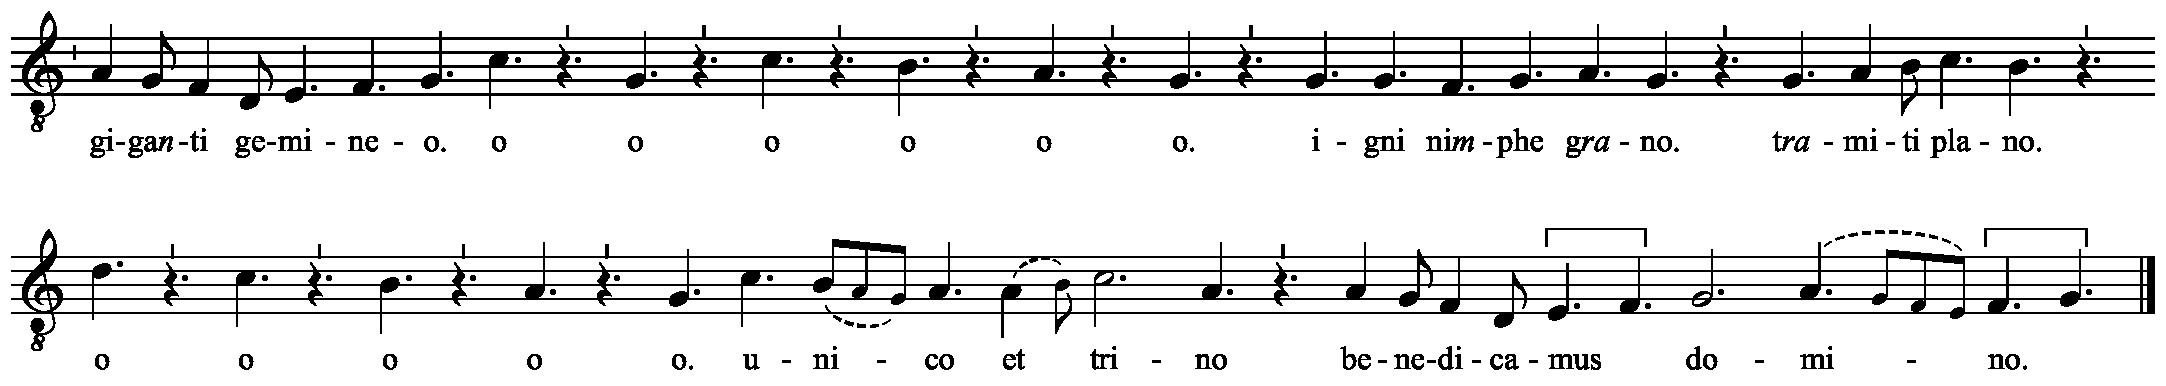 gi-gan-ti ge-mi-ne-o. o o o o o o. i-gni nim-phe gra-no. tra-mi-ti pla-no.
o o o o o. u-ni-co et tri-no be-ne-di-ca-mus do-mi-no.